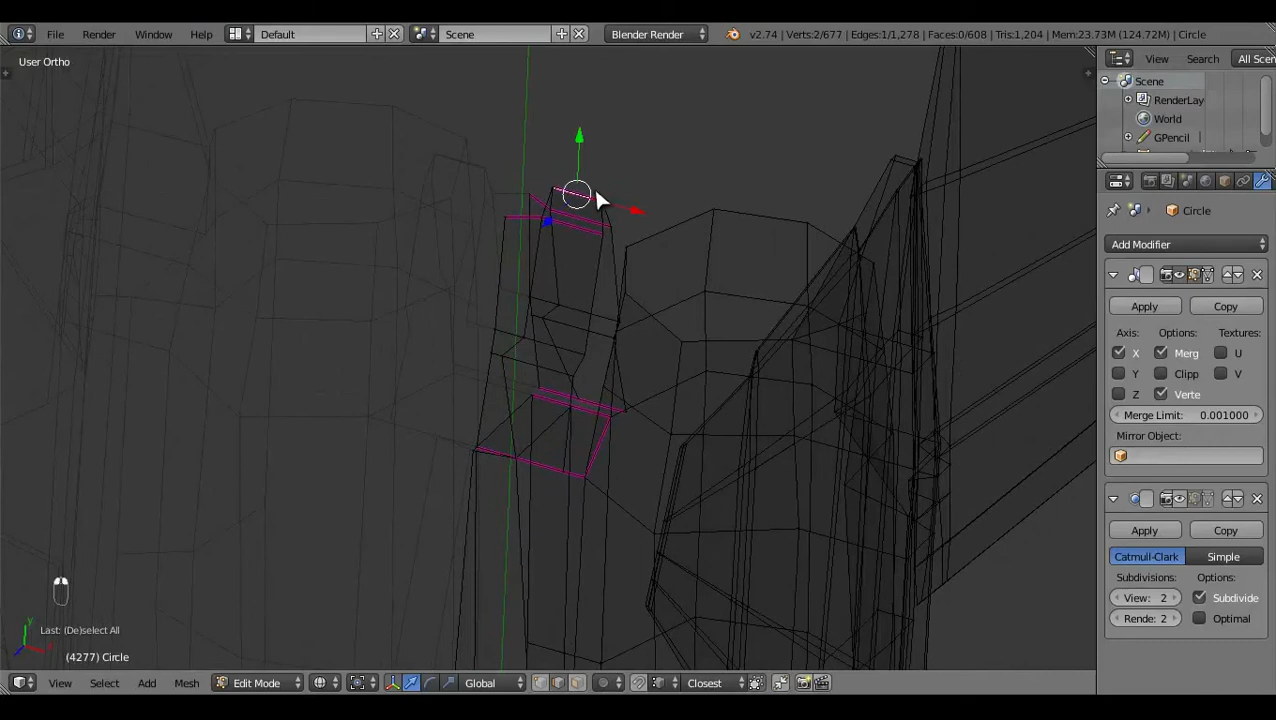 File Render Window Help Default Scene Blender Render v2.74 | Verts:2/677 | Edges:1/1,278 | Faces:0/608 | Tris:1,204 | Mem:23.73M (124.72M) | Circle
User Ortho
View Search All Scen
Scene
RenderLay
World
GPencil
Circle
Add Modifier
Apply Copy
Axis: Options: Textures:
X Merg U
Y Clipp V
Z Verte
Merge Limit: 0.001000
Mirror Object:
Apply Copy
Catmull-Clark Simple
Subdivisions: Options:
View: 2 Subdivide
Rende: 2 Optimal
Last: (De)select All
(4277) Circle
y
View Select Add Mesh Edit Mode Global Closest